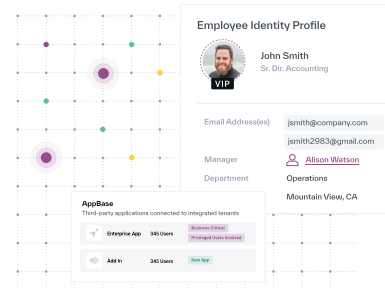 Employee Identity Profile
John Smith
Sr. Dir. Accounting
VIP
Email Address(es)
jsmith@company.com
jsmith2983@gmail.com
Manager
Alison Watson
Department
Operations
Mountain View, CA
AppBase
Third-party applications connected to integrated tenants
Enterprise App
345 Users
Business Critical
Privileged Users Involved
Add In
345 Users
New App